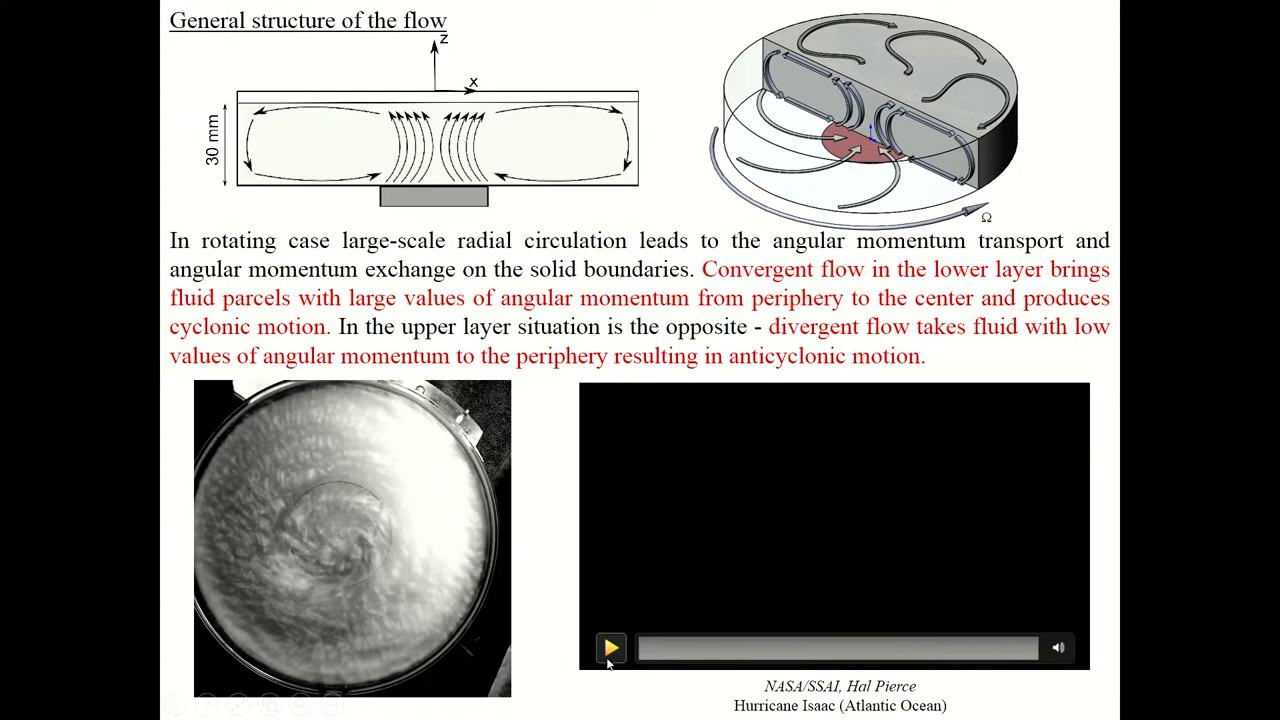 General structure of the flow
z
x
30 mm
Ω
In rotating case large-scale radial circulation leads to the angular momentum transport and
angular momentum exchange on the solid boundaries. Convergent flow in the lower layer brings
fluid parcels with large values of angular momentum from periphery to the center and produces
cyclonic motion. In the upper layer situation is the opposite - divergent flow takes fluid with low
values of angular momentum to the periphery resulting in anticyclonic motion.
NASA/SSAI, Hal Pierce
Hurricane Isaac (Atlantic Ocean)